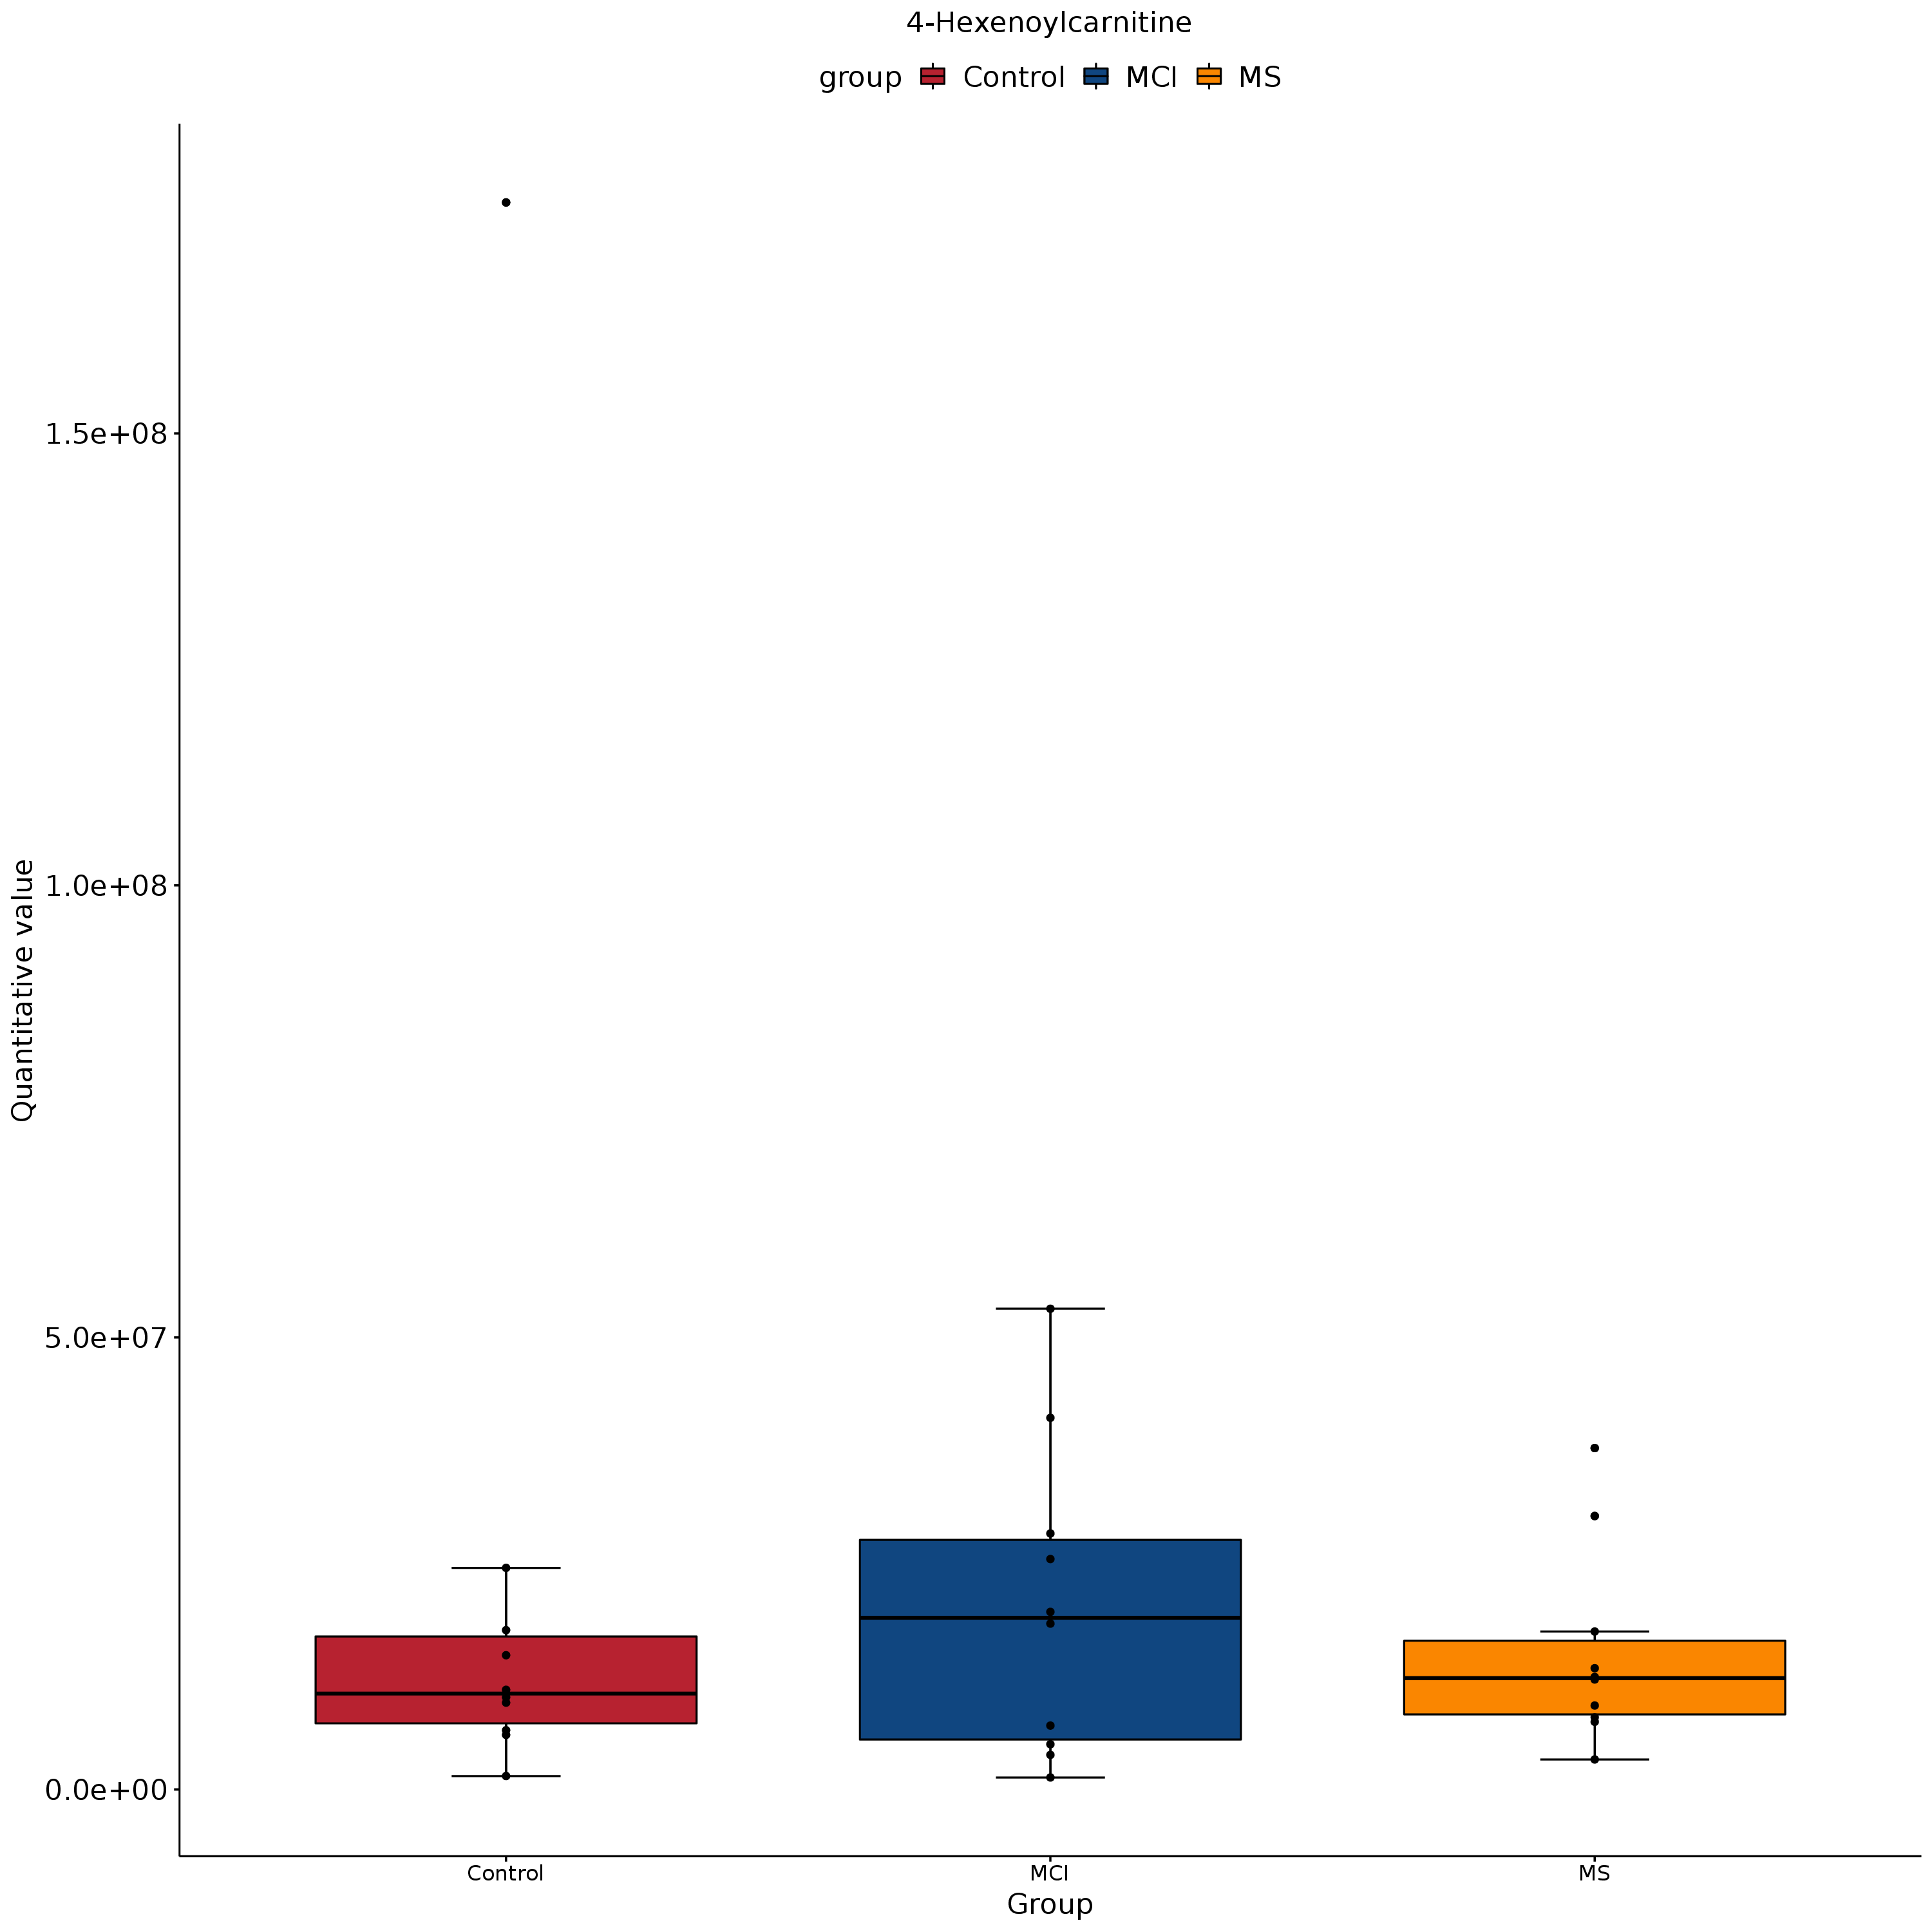 4-Hexenoylcarnitine
group Control MCI MS
Quantitative value
1.5e+08
1.0e+08
5.0e+07
0.0e+00
Control MCI MS
Group